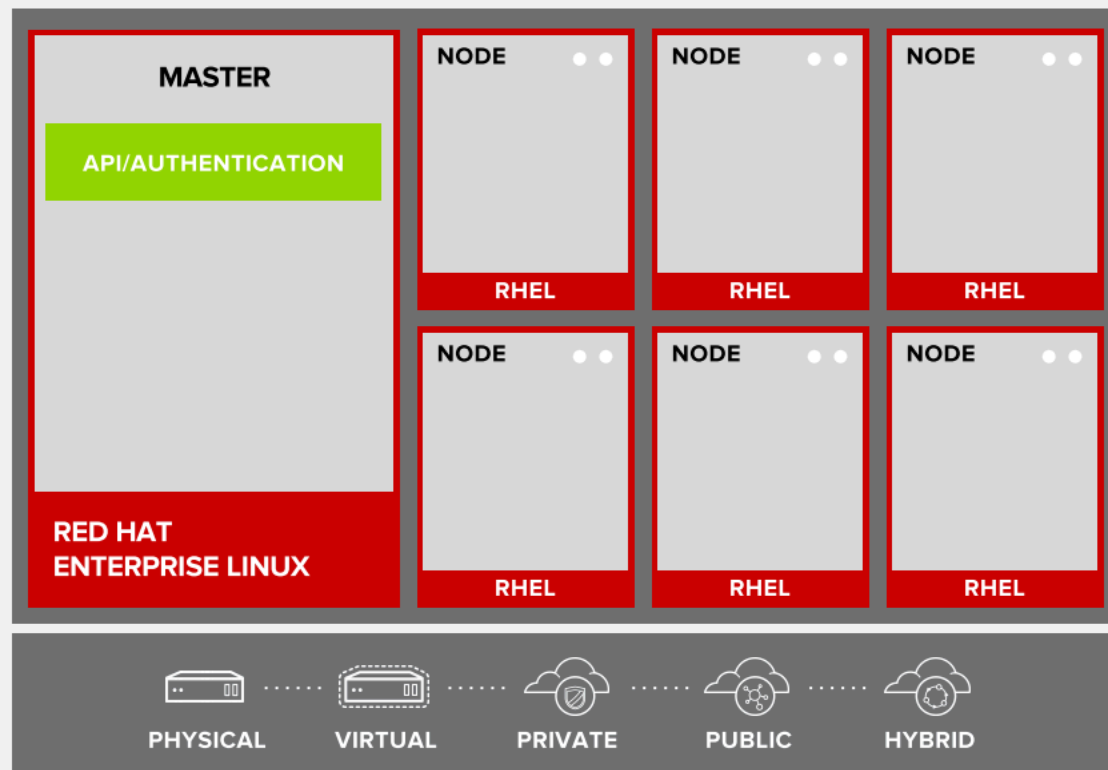 MASTER
API/AUTHENTICATION
RED HAT
ENTERPRISE LINUX
NODE
NODE
NODE
RHEL
RHEL
RHEL
NODE
NODE
NODE
RHEL
RHEL
RHEL
PHYSICAL
VIRTUAL
PRIVATE
PUBLIC
HYBRID